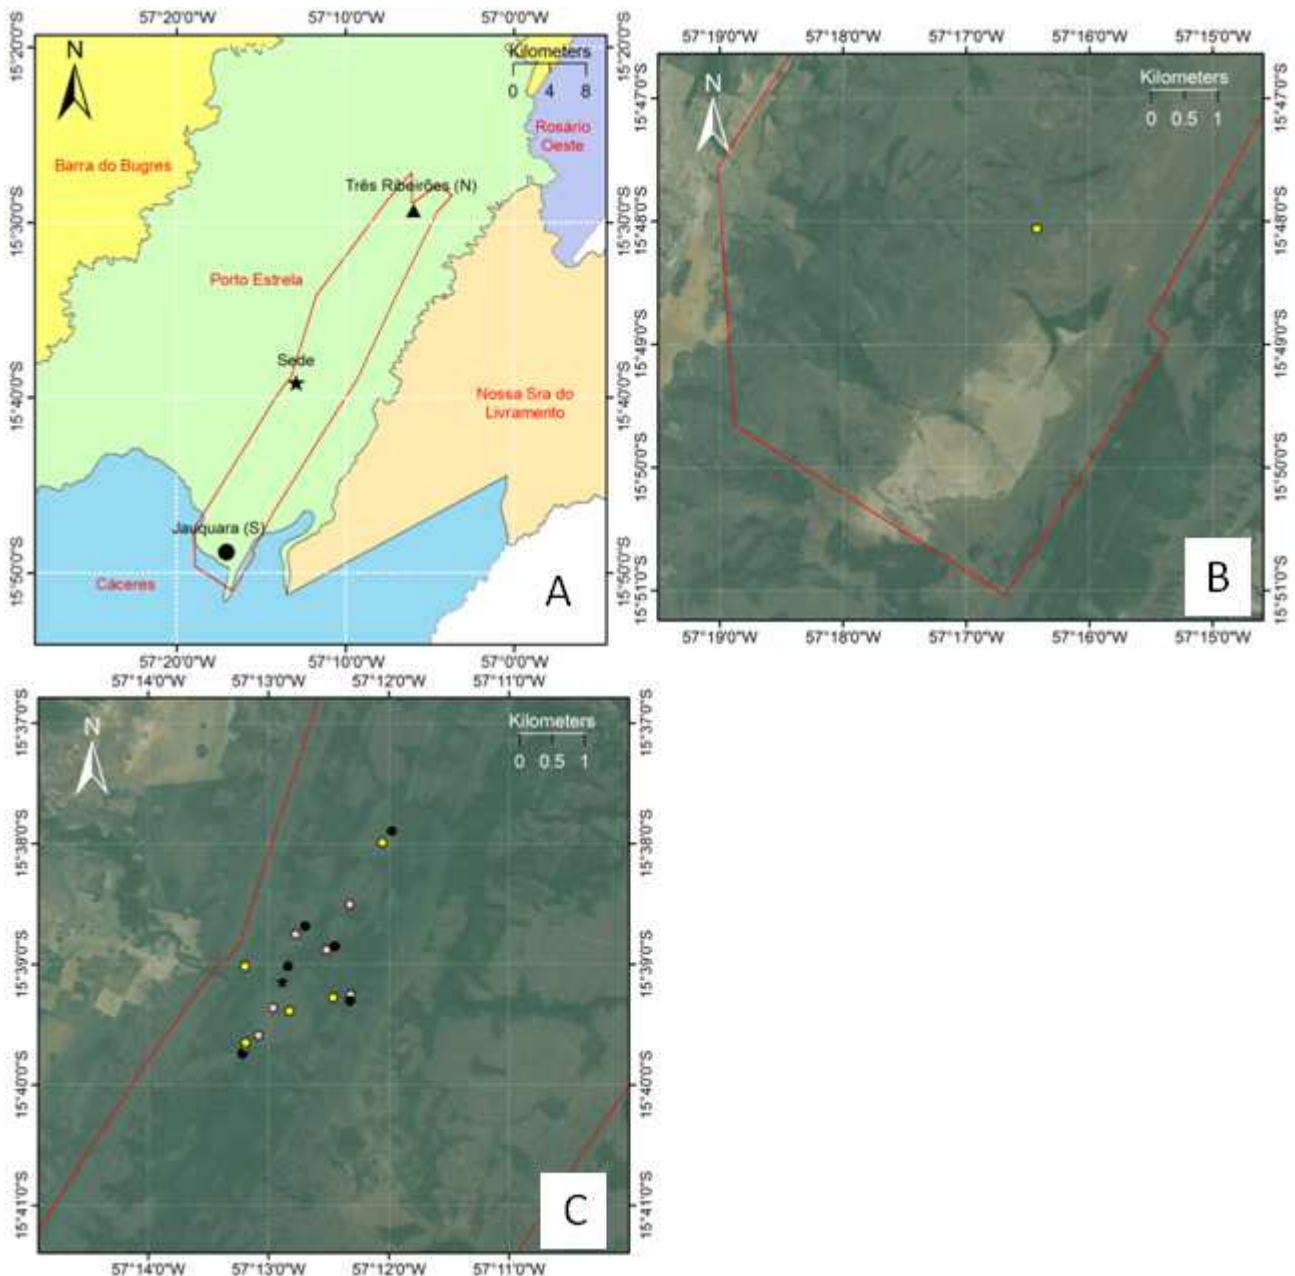 57°20'0"W 57°10'0"W 57°0'0"W
15°20'0"S
15°30'0"S
15°40'0"S
15°50'0"S
N
Kilometers
0 4 8
Rosário
Oeste
Barra do Bugres
Três Ribeirões (N)
Porto Estrela
Sede
Nossa Sra do
Livramento
Jauquara (S)
Cáceres
A
15°20'0"S
15°30'0"S
15°40'0"S
15°50'0"S
57°20'0"W 57°10'0"W 57°0'0"W
57°19'0"W 57°18'0"W 57°17'0"W 57°16'0"W 57°15'0"W
15°47'0"S
15°48'0"S
15°49'0"S
15°50'0"S
15°51'0"S
N
Kilometers
0 0.5 1
B
15°47'0"S
15°48'0"S
15°49'0"S
15°50'0"S
15°51'0"S
57°19'0"W 57°18'0"W 57°17'0"W 57°16'0"W 57°15'0"W
57°14'0"W 57°13'0"W 57°12'0"W 57°11'0"W
15°37'0"S
15°38'0"S
15°39'0"S
15°40'0"S
15°41'0"S
N
Kilometers
0 0.5 1
C
15°37'0"S
15°38'0"S
15°39'0"S
15°40'0"S
15°41'0"S
57°14'0"W 57°13'0"W 57°12'0"W 57°11'0"W